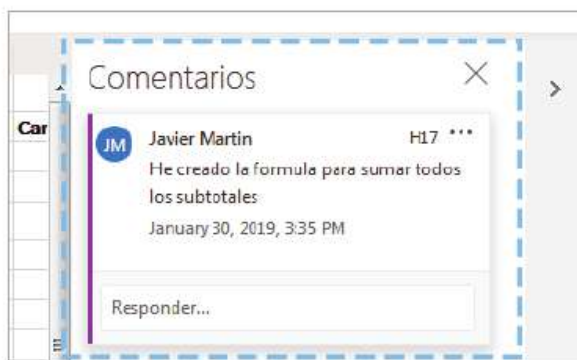 Comentarios
Car
JM
Javier Martin
H17
He creado la formula para sumar todos
los subtotales
January 30, 2019, 3:35 PM
Responder...